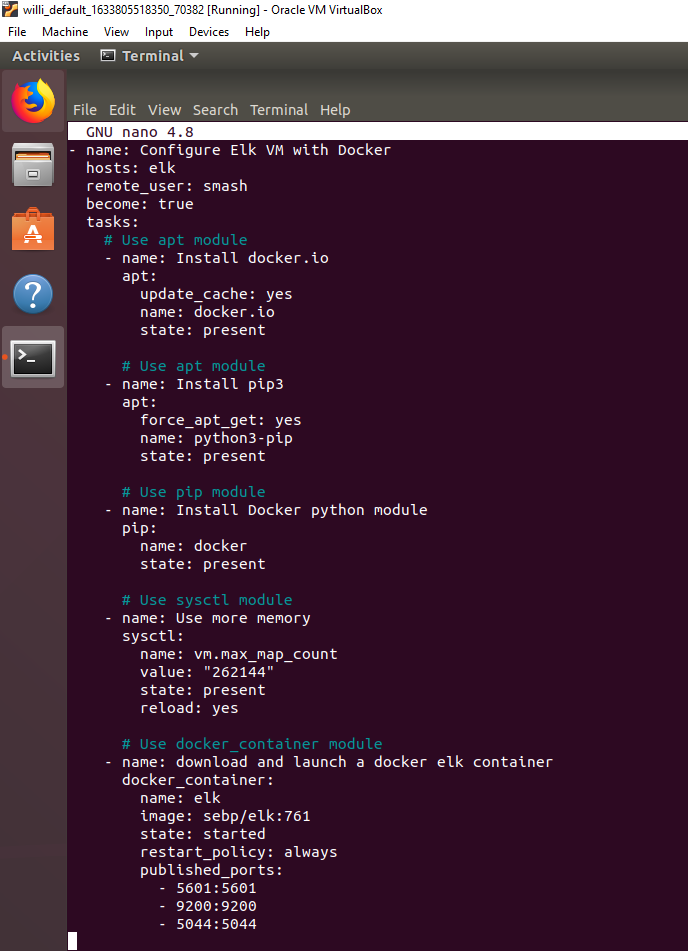 willi_default_1633805518350_70382 [Running] - Oracle VM VirtualBox
File Machine View Input Devices Help
Activities Terminal
File Edit View Search Terminal Help
GNU nano 4.8
- name: Configure Elk VM with Docker
  hosts: elk
  remote_user: smash
  become: true
  tasks:
    # Use apt module
    - name: Install docker.io
      apt:
        update_cache: yes
        name: docker.io
        state: present
      # Use apt module
    - name: Install pip3
      apt:
        force_apt_get: yes
        name: python3-pip
        state: present
      # Use pip module
    - name: Install Docker python module
      pip:
        name: docker
        state: present
      # Use sysctl module
    - name: Use more memory
      sysctl:
        name: vm.max_map_count
        value: "262144"
        state: present
        reload: yes
      # Use docker_container module
    - name: download and launch a docker elk container
      docker_container:
        name: elk
        image: sebp/elk:761
        state: started
        restart_policy: always
        published_ports:
          - 5601:5601
          - 9200:9200
          - 5044:5044